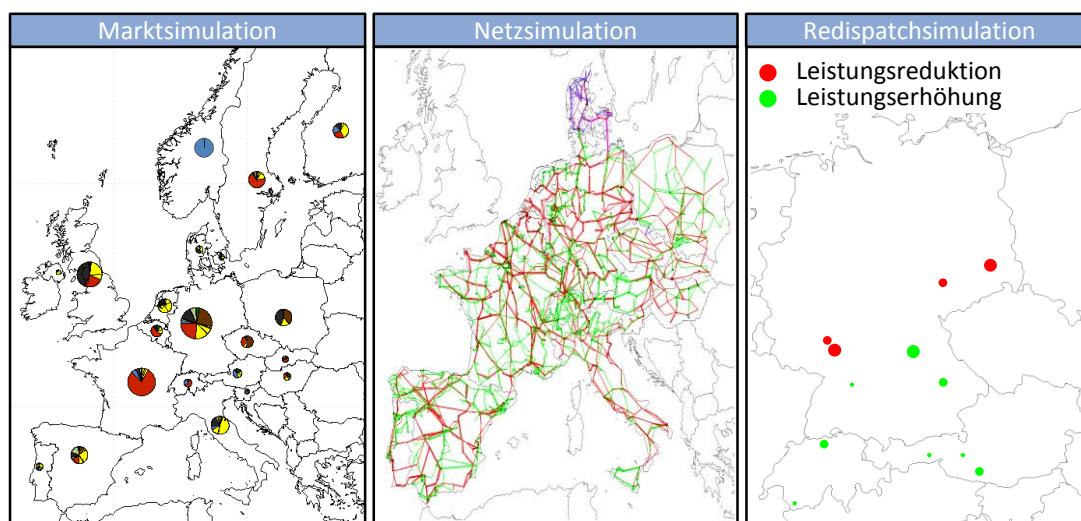 Marktsimulation
Netzsimulation
Redispatchsimulation
Leistungsreduktion
Leistungserhöhung